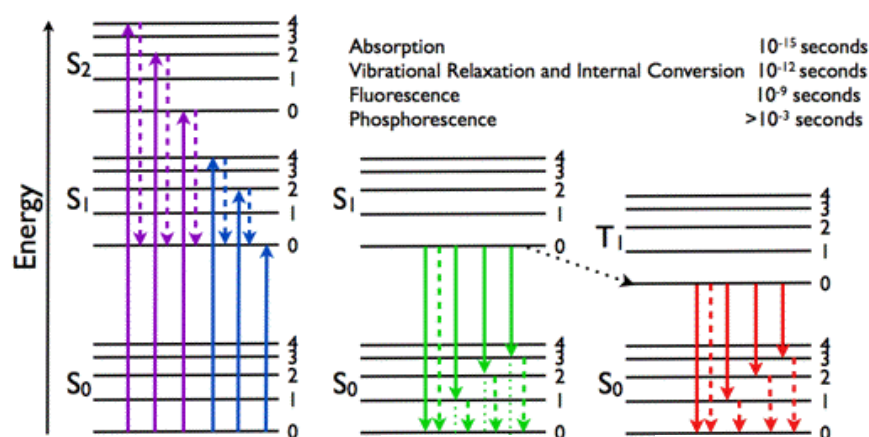 Energy
S2
4
3
2
1
0
S1
4
3
2
1
0
S0
4
3
2
1
0
Absorption 10-15 seconds
Vibrational Relaxation and Internal Conversion 10-12 seconds
Fluorescence 10-9 seconds
Phosphorescence >10-3 seconds
S1
4
3
2
1
0
S0
4
3
2
1
0
T1
4
3
2
1
0
S0
4
3
2
1
0